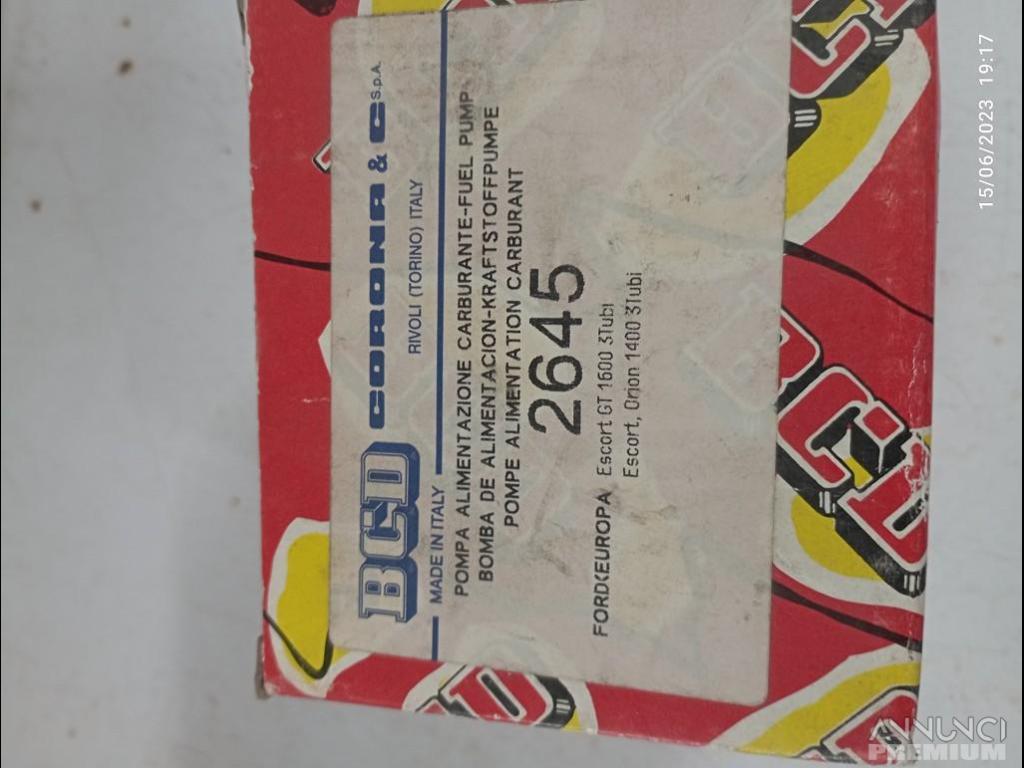 BCD CORONA & C S.p.A.
RIVOLI (TORINO) ITALY
MADE IN ITALY
POMPA ALIMENTAZIONE CARBURANTE-FUEL PUMP
BOMBA DE ALIMENTACION-KRAFTSTOFFPUMPE
POMPE ALIMENTATION CARBURANT
2645
FORD(EUROPA Escort GT 1600 3Tubi
Escort, Orion 1400 3Tubi
BCD
15/06/2023 19:17
ANNUNCI
PREMIUM